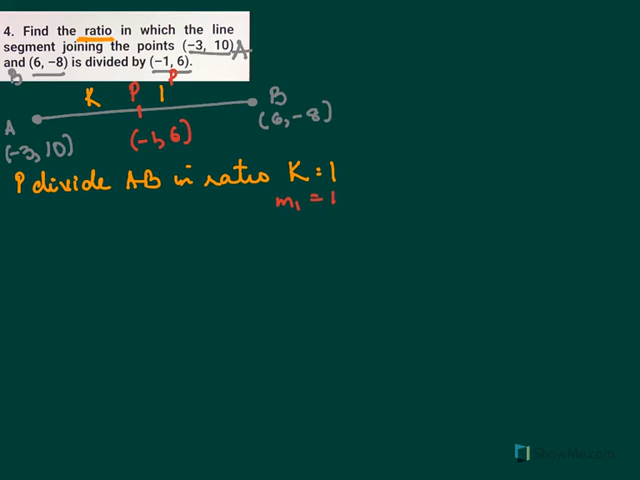 4. Find the ratio in which the line
segment joining the points (−3, 10) A
and (6, −8) is divided by (−1, 6).
B
P
K P 1
B
A
(6, −8)
(−1, 6)
(−3, 10)
P divide AB in ratio K : 1
m₁ = 1
ShowMe.com